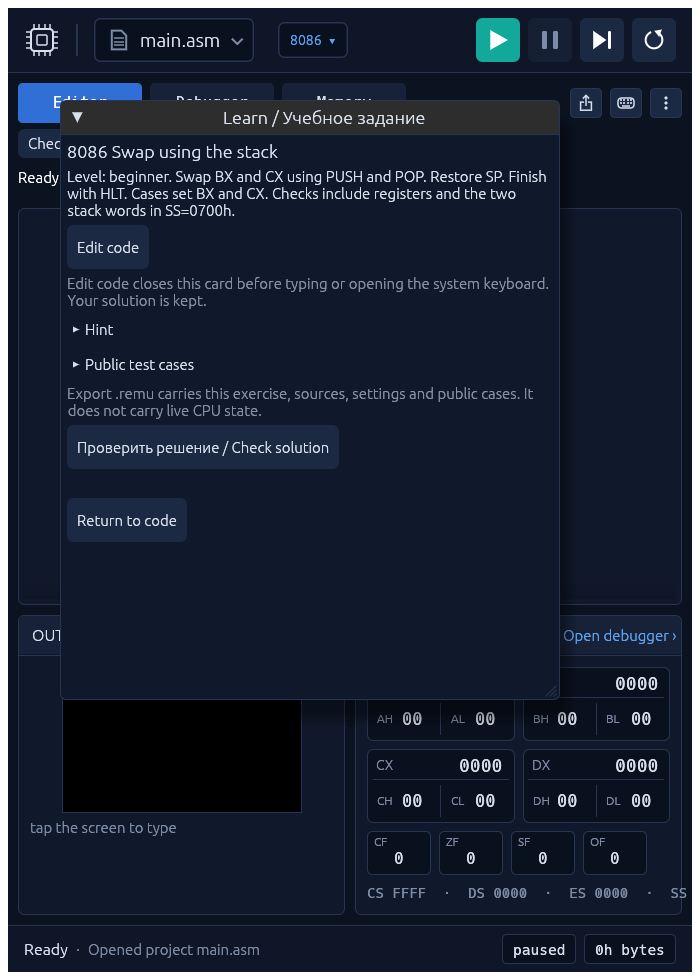 main.asm
8086 ▾
Learn / Учебное задание
Ready
8086 Swap using the stack
Level: beginner. Swap BX and CX using PUSH and POP. Restore SP. Finish
with HLT. Cases set BX and CX. Checks include registers and the two
stack words in SS=0700h.
Edit code
Edit code closes this card before typing or opening the system keyboard.
Your solution is kept.
▸ Hint
▸ Public test cases
Export .remu carries this exercise, sources, settings and public cases. It
does not carry live CPU state.
Проверить решение / Check solution
Return to code
Open debugger ›
0000
AH 00 AL 00 BH 00 BL 00
CX 0000 DX 0000
CH 00 CL 00 DH 00 DL 00
tap the screen to type
CF ZF SF OF
0 0 0 0
CS FFFF · DS 0000 · ES 0000 · SS
Ready · Opened project main.asm
paused
0h bytes